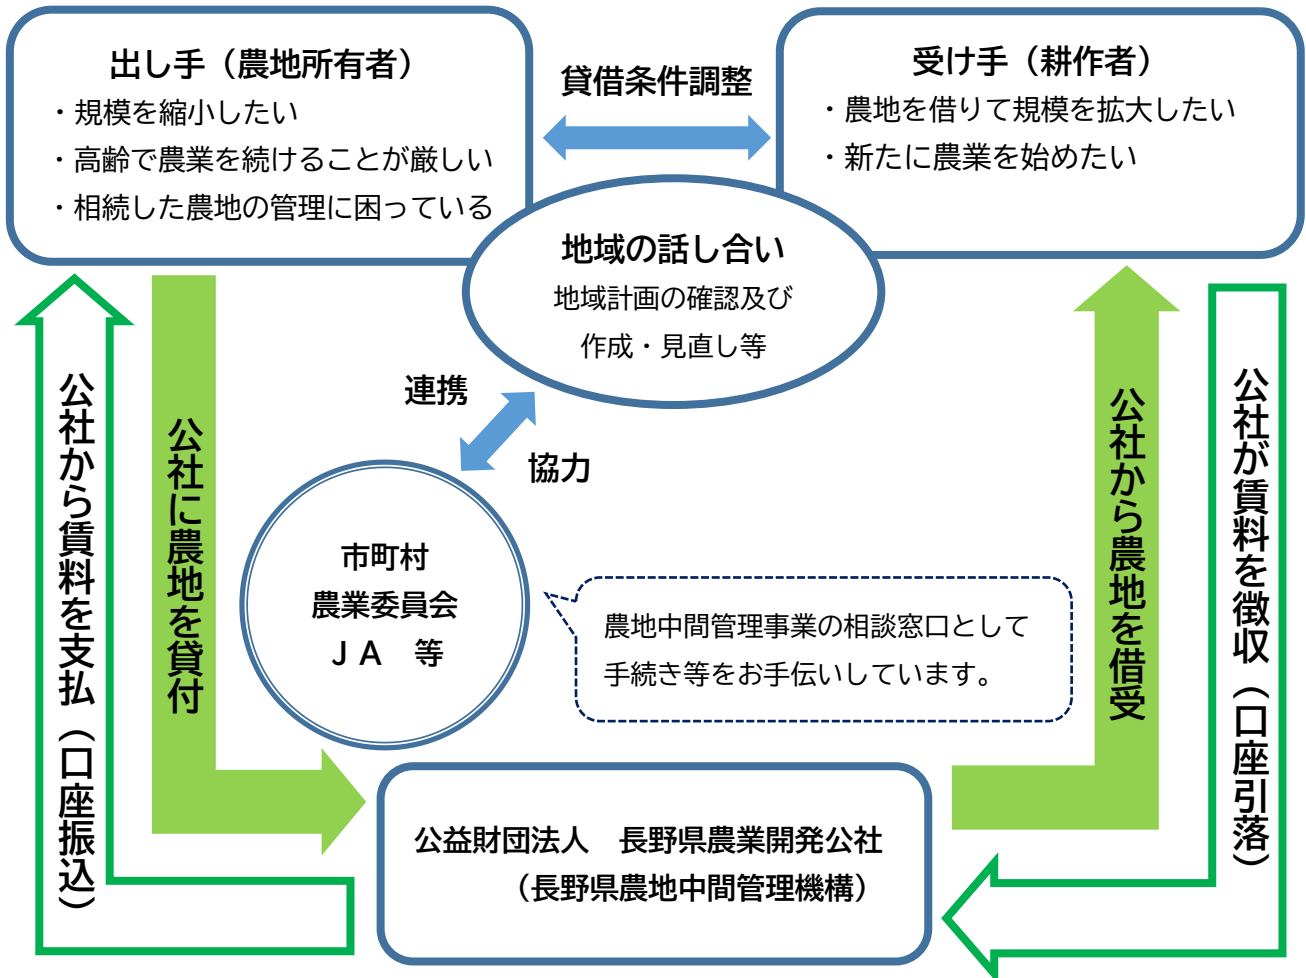 出し手（農地所有者）
・規模を縮小したい
・高齢で農業を続けることが厳しい
・相続した農地の管理に困っている
貸借条件調整
受け手（耕作者）
・農地を借りて規模を拡大したい
・新たに農業を始めたい
地域の話し合い
地域計画の確認及び
作成・見直し等
連携
協力
市町村
農業委員会
ＪＡ　等
農地中間管理事業の相談窓口として
手続き等をお手伝いしています。
公社から賃料を支払（口座振込）
公社に農地を貸付
公社から農地を借受
公社が賃料を徴収（口座引落）
公益財団法人　長野県農業開発公社
（長野県農地中間管理機構）